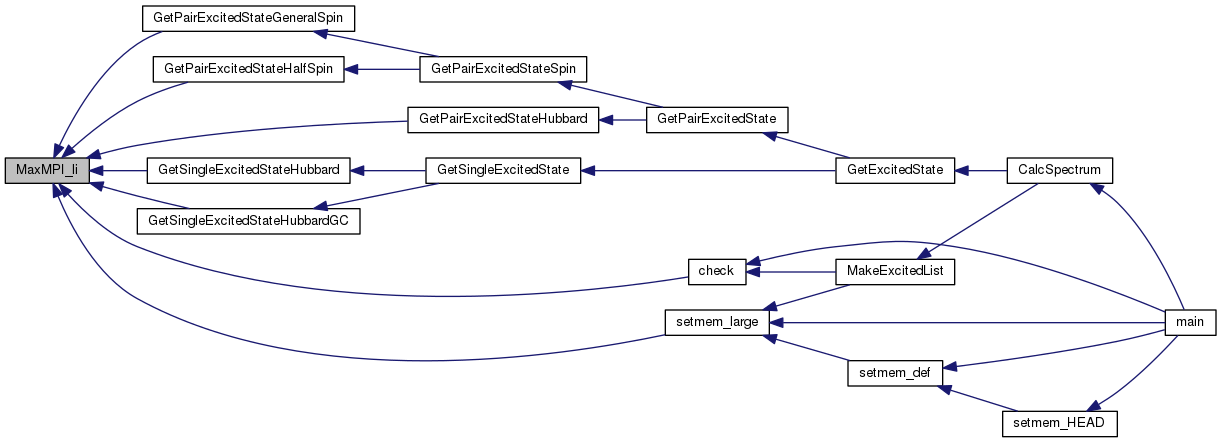 GetPairExcitedStateGeneralSpin
GetPairExcitedStateHalfSpin
GetPairExcitedStateSpin
GetPairExcitedStateHubbard
GetPairExcitedState
MaxMPI_li
GetSingleExcitedStateHubbard
GetSingleExcitedState
GetExcitedState
CalcSpectrum
GetSingleExcitedStateHubbardGC
check
MakeExcitedList
setmem_large
main
setmem_def
setmem_HEAD